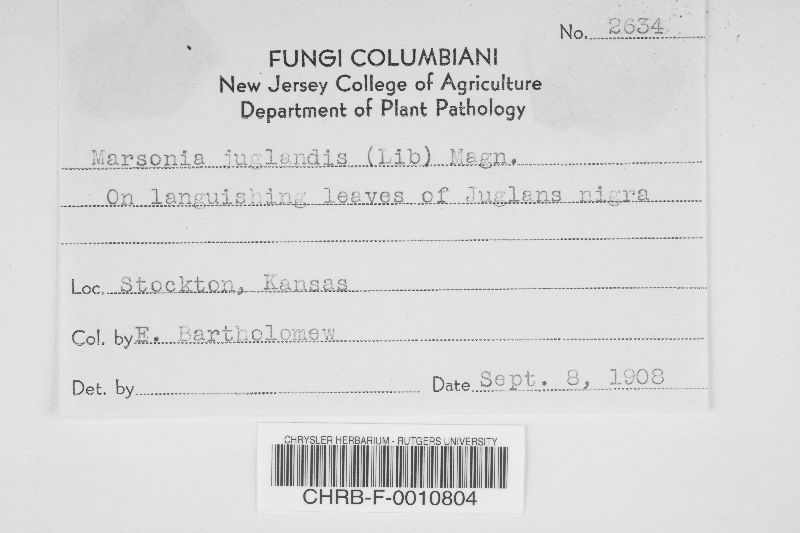 No. 2634
FUNGI COLUMBIANI
New Jersey College of Agriculture
Department of Plant Pathology
Marsonia juglandis (Lib) Magn.
On languishing leaves of Juglans nigra
Loc. Stockton, Kansas
Col. by E. Bartholomew
Det. by
Date Sept. 8, 1908
CHRYSLER HERBARIUM - RUTGERS UNIVERSITY
CHRB-F-0010804